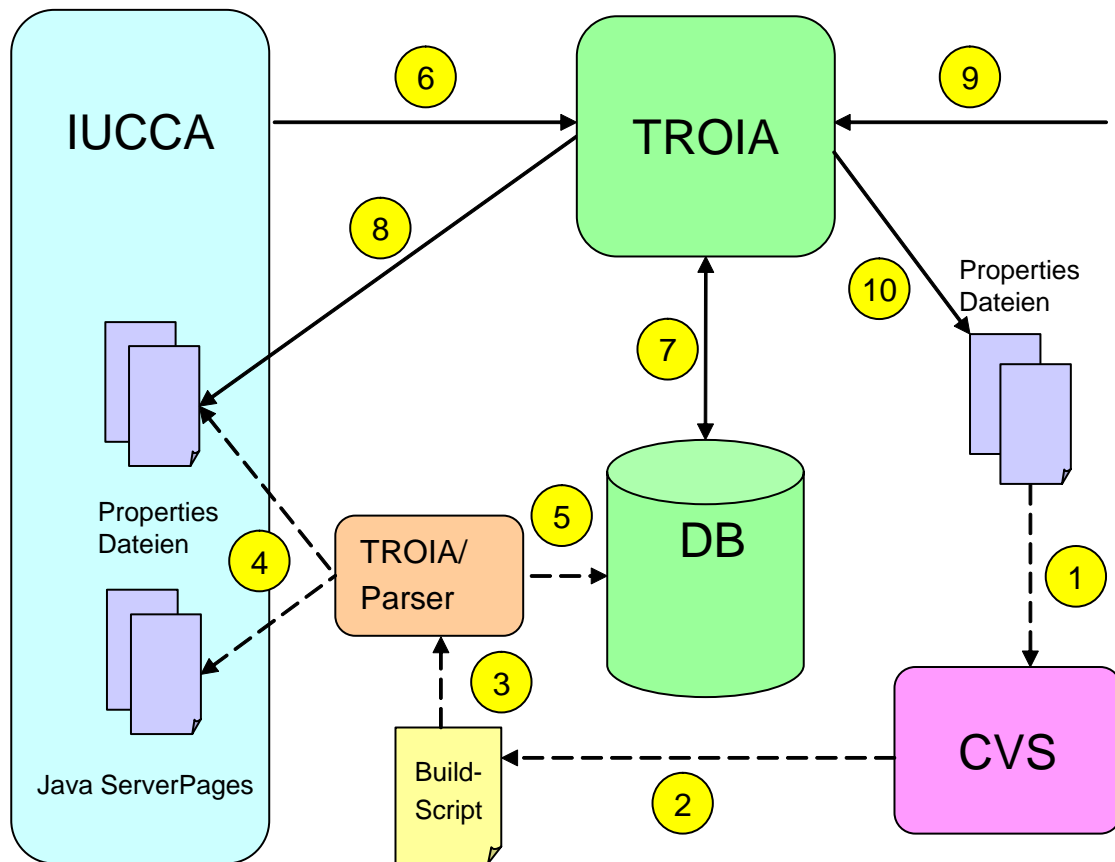 6
9
IUCCA
TROIA
8
10
Properties
Dateien
7
Properties
Dateien
5
4
TROIA/
Parser
DB
1
3
CVS
Java ServerPages
Build-
Script
2